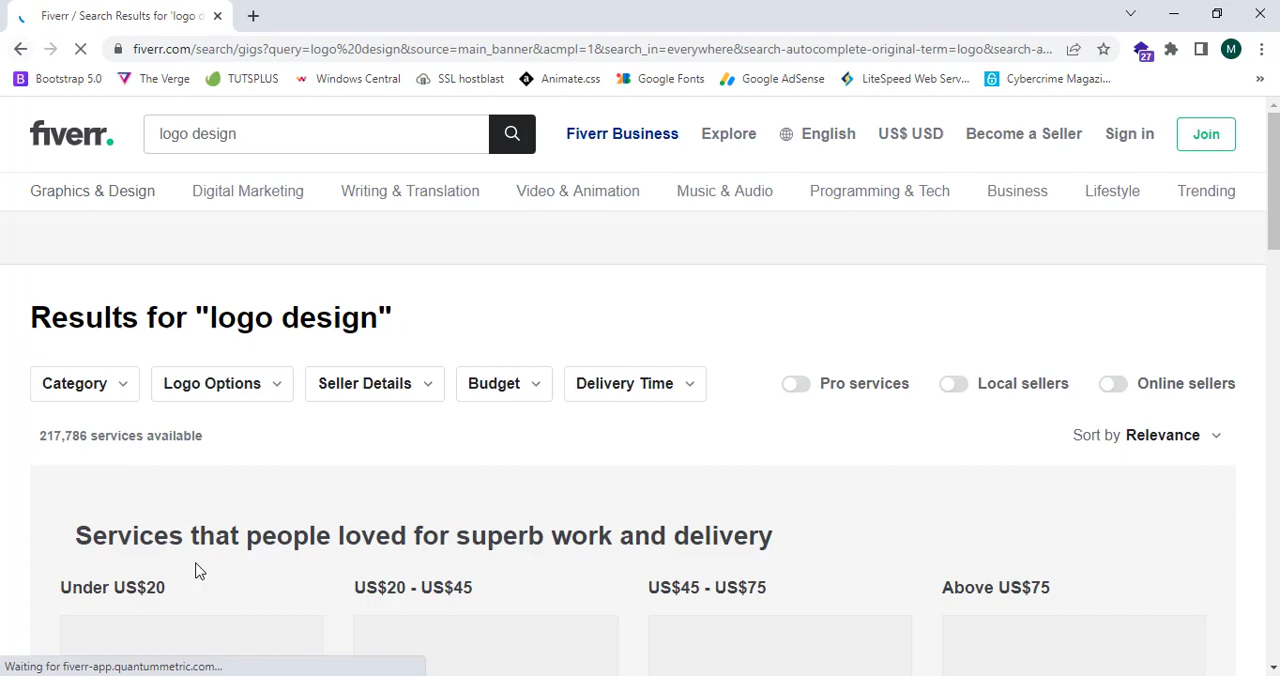 Fiverr / Search Results for 'logo d
fiverr.com/search/gigs?query=logo%20design&source=main_banner&acmpl=1&search_in=everywhere&search-autocomplete-original-term=logo&search-a...
27
M
B Bootstrap 5.0 The Verge TUTSPLUS Windows Central SSL hostblast Animate.css Google Fonts Google AdSense LiteSpeed Web Serv... Cybercrime Magazi... »
fiverr. logo design Fiverr Business Explore English US$ USD Become a Seller Sign in Join
Graphics & Design Digital Marketing Writing & Translation Video & Animation Music & Audio Programming & Tech Business Lifestyle Trending
Results for "logo design"
Category Logo Options Seller Details Budget Delivery Time Pro services Local sellers Online sellers
217,786 services available Sort by Relevance
Services that people loved for superb work and delivery
Under US$20 US$20 - US$45 US$45 - US$75 Above US$75
Waiting for fiverr-app.quantummetric.com...